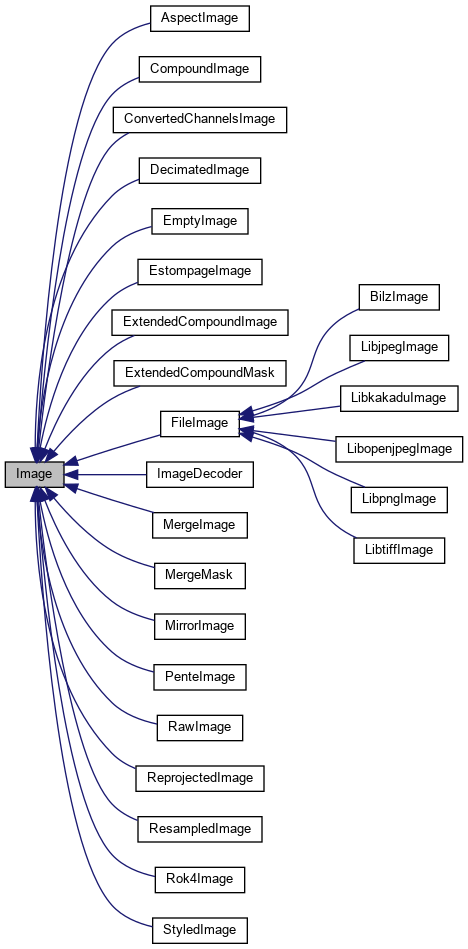 AspectImage
CompoundImage
ConvertedChannelsImage
DecimatedImage
EmptyImage
EstompageImage
BilzImage
ExtendedCompoundImage
LibjpegImage
ExtendedCompoundMask
LibkakaduImage
FileImage
LibopenjpegImage
Image
ImageDecoder
LibpngImage
MergeImage
LibtiffImage
MergeMask
MirrorImage
PenteImage
RawImage
ReprojectedImage
ResampledImage
Rok4Image
StyledImage